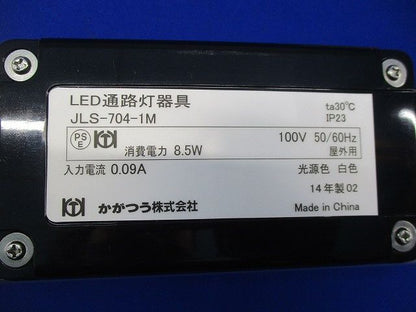 LED通路灯器具
JLS-704-1M
ta30℃
IP23
PS
E
100V 50/60Hz
消費電力 8.5W
屋外用
入力電流 0.09A
光源色 白色
14年製02
かがつう株式会社
Made in China